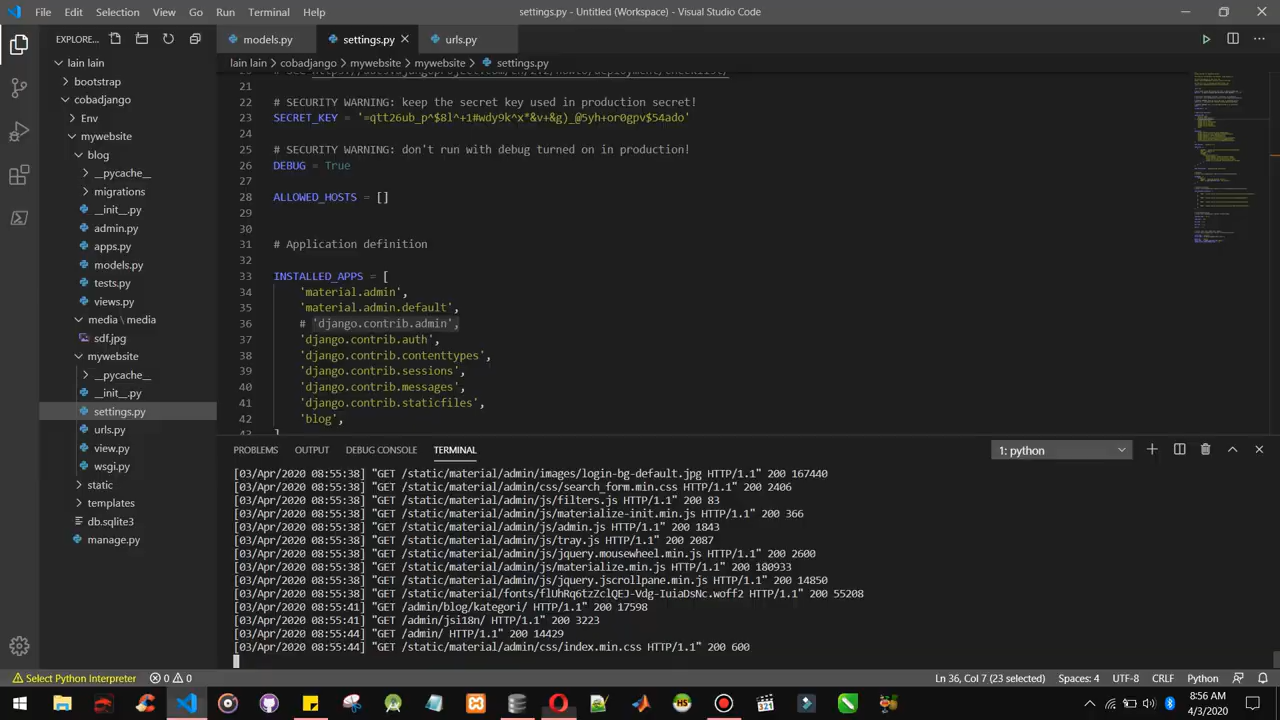 File Edit Selection View Go Run Terminal Help
settings.py - Untitled (Workspace) - Visual Studio Code
EXPLORE...
models.py
settings.py
urls.py
lain lain > cobadjango > mywebsite > mywebsite > settings.py
lain lain
bootstrap
cobadjango
Env
mywebsite
blog
__pycache__
migrations
__init__.py
admin.py
apps.py
models.py
tests.py
views.py
media \ media
sdf.jpg
mywebsite
__pycache__
__init__.py
settings.py
urls.py
view.py
wsgi.py
static
templates
db.sqlite3
manage.py
21
22 # SECURITY WARNING: keep the secret key used in production secret!
23 SECRET_KEY =
24
25 # SECURITY WARNING: don't run with debug turned on in production!
26 DEBUG = True
27
28 ALLOWED_HOSTS = []
29
30
31 # Application definition
32
33 INSTALLED_APPS = [
34 'material.admin',
35 'material.admin.default',
36 # 'django.contrib.admin',
37 'django.contrib.auth',
38 'django.contrib.contenttypes',
39 'django.contrib.sessions',
40 'django.contrib.messages',
41 'django.contrib.staticfiles',
42 'blog',
PROBLEMS OUTPUT DEBUG CONSOLE TERMINAL
1: python
[03/Apr/2020 08:55:38] "GET /static/material/admin/images/login-bg-default.jpg HTTP/1.1" 200 167440
[03/Apr/2020 08:55:38] "GET /static/material/admin/css/search_form.min.css HTTP/1.1" 200 2406
[03/Apr/2020 08:55:38] "GET /static/material/admin/js/filters.js HTTP/1.1" 200 83
[03/Apr/2020 08:55:38] "GET /static/material/admin/js/materialize-init.min.js HTTP/1.1" 200 366
[03/Apr/2020 08:55:38] "GET /static/material/admin/js/admin.js HTTP/1.1" 200 1843
[03/Apr/2020 08:55:38] "GET /static/material/admin/js/tray.js HTTP/1.1" 200 2087
[03/Apr/2020 08:55:38] "GET /static/material/admin/js/jquery.mousewheel.min.js HTTP/1.1" 200 2600
[03/Apr/2020 08:55:38] "GET /static/material/admin/js/materialize.min.js HTTP/1.1" 200 180933
[03/Apr/2020 08:55:38] "GET /static/material/admin/js/jquery.jscrollpane.min.js HTTP/1.1" 200 14850
[03/Apr/2020 08:55:38] "GET /static/material/fonts/flUhRq6tzZclQEJ-Vdg-IuiaDsNc.woff2 HTTP/1.1" 200 55208
[03/Apr/2020 08:55:41] "GET /admin/blog/kategori/ HTTP/1.1" 200 17598
[03/Apr/2020 08:55:41] "GET /admin/jsi18n/ HTTP/1.1" 200 3223
[03/Apr/2020 08:55:44] "GET /admin/ HTTP/1.1" 200 14429
[03/Apr/2020 08:55:44] "GET /static/material/admin/css/index.min.css HTTP/1.1" 200 600
Select Python Interpreter 0 0
Ln 36, Col 7 (23 selected) Spaces: 4 UTF-8 CRLF Python
8:56 AM
4/3/2020